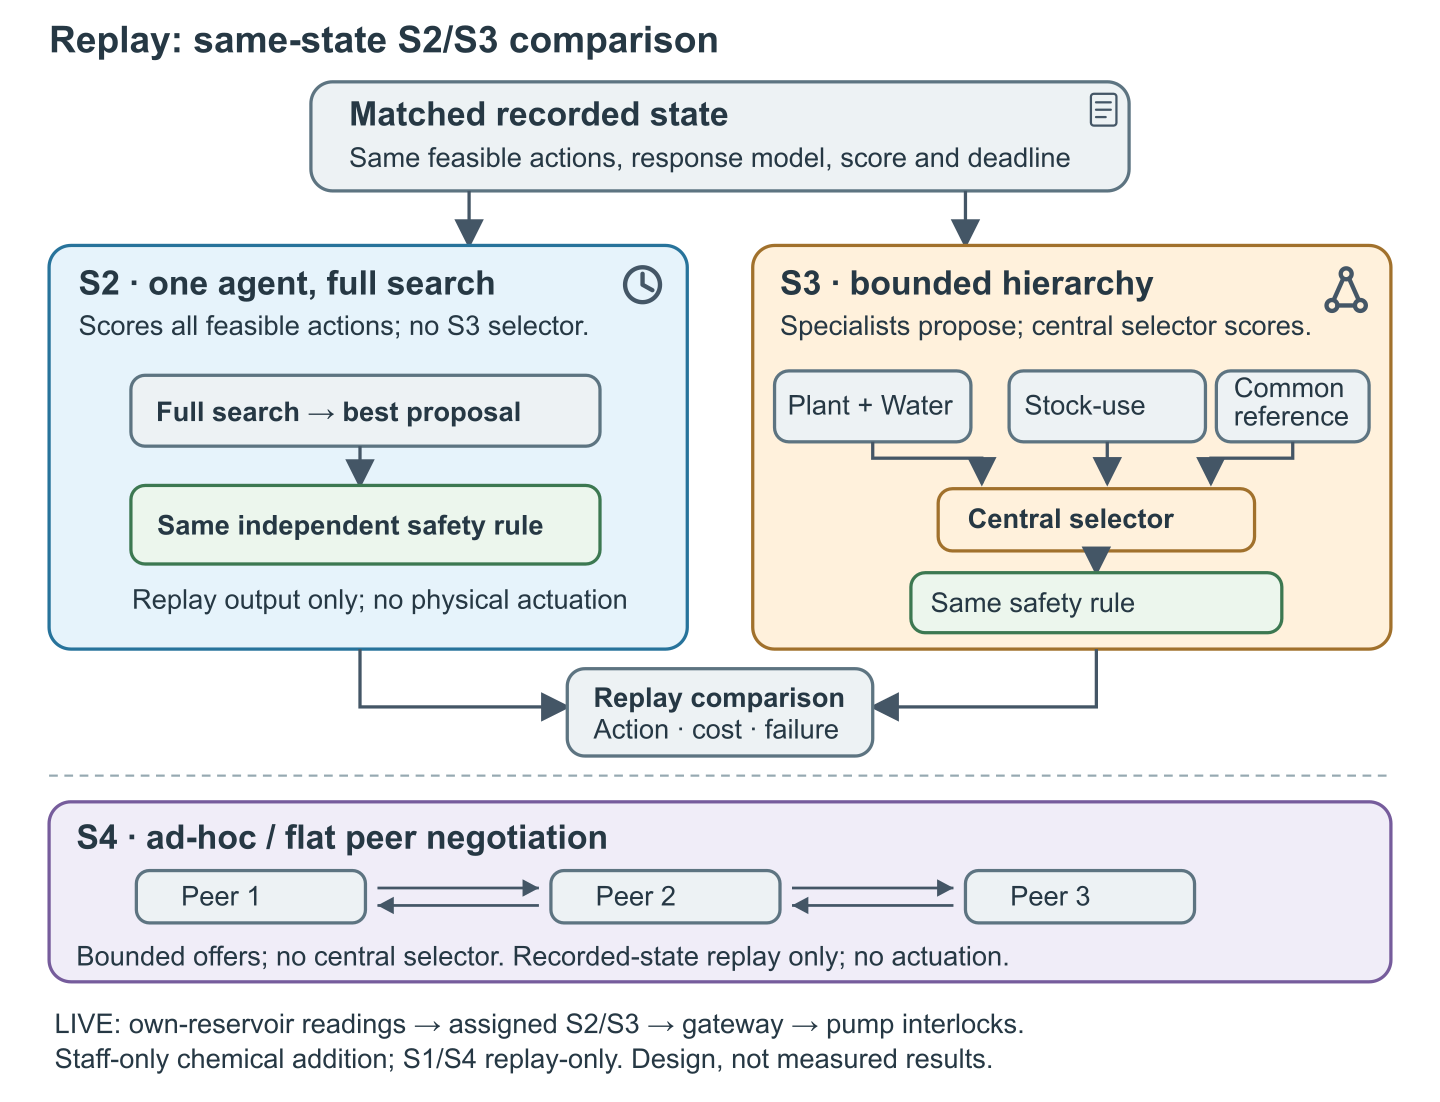 Replay: same-state S2/S3 comparison
Matched recorded state
Same feasible actions, response model, score and deadline
S2 · one agent, full search
Scores all feasible actions; no S3 selector.
Full search → best proposal
Same independent safety rule
Replay output only; no physical actuation
S3 · bounded hierarchy
Specialists propose; central selector scores.
Plant + Water
Stock-use
Common
reference
Central selector
Same safety rule
Replay comparison
Action · cost · failure
S4 · ad-hoc / flat peer negotiation
Peer 1
Peer 2
Peer 3
Bounded offers; no central selector. Recorded-state replay only; no actuation.
LIVE: own-reservoir readings → assigned S2/S3 → gateway → pump interlocks.
Staff-only chemical addition; S1/S4 replay-only. Design, not measured results.